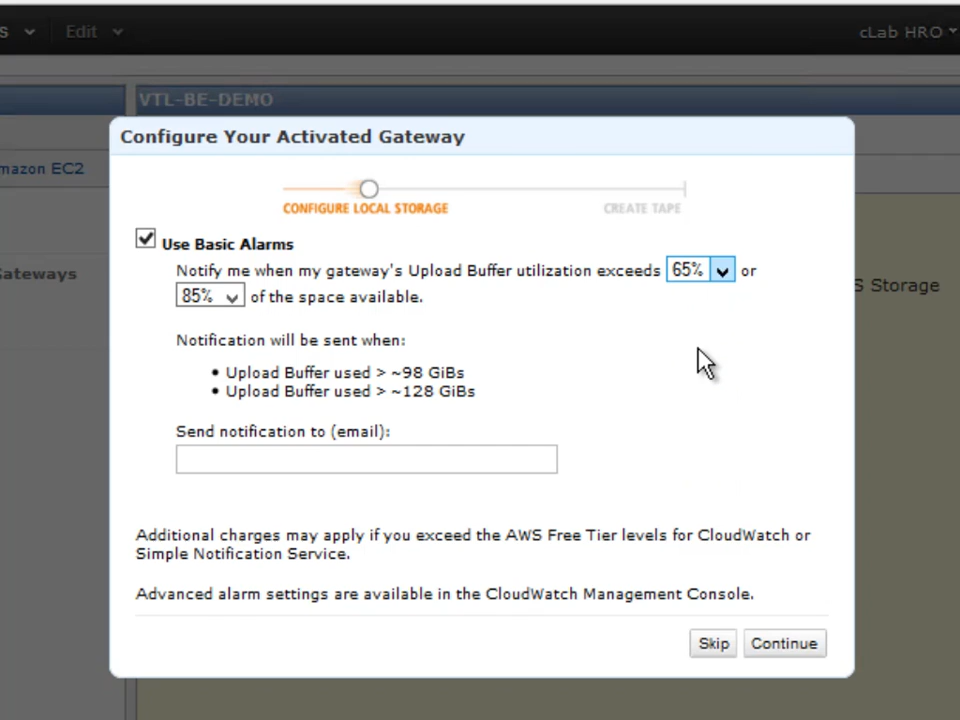 S Edit cLab HRO
VTL-BE-DEMO
Configure Your Activated Gateway
mazon EC2
CONFIGURE LOCAL STORAGE CREATE TAPE
Use Basic Alarms
Notify me when my gateway's Upload Buffer utilization exceeds 65% or
85% of the space available.
Gateways
S Storage
Notification will be sent when:
• Upload Buffer used > ~98 GiBs
• Upload Buffer used > ~128 GiBs
Send notification to (email):
Additional charges may apply if you exceed the AWS Free Tier levels for CloudWatch or
Simple Notification Service.
Advanced alarm settings are available in the CloudWatch Management Console.
Skip Continue